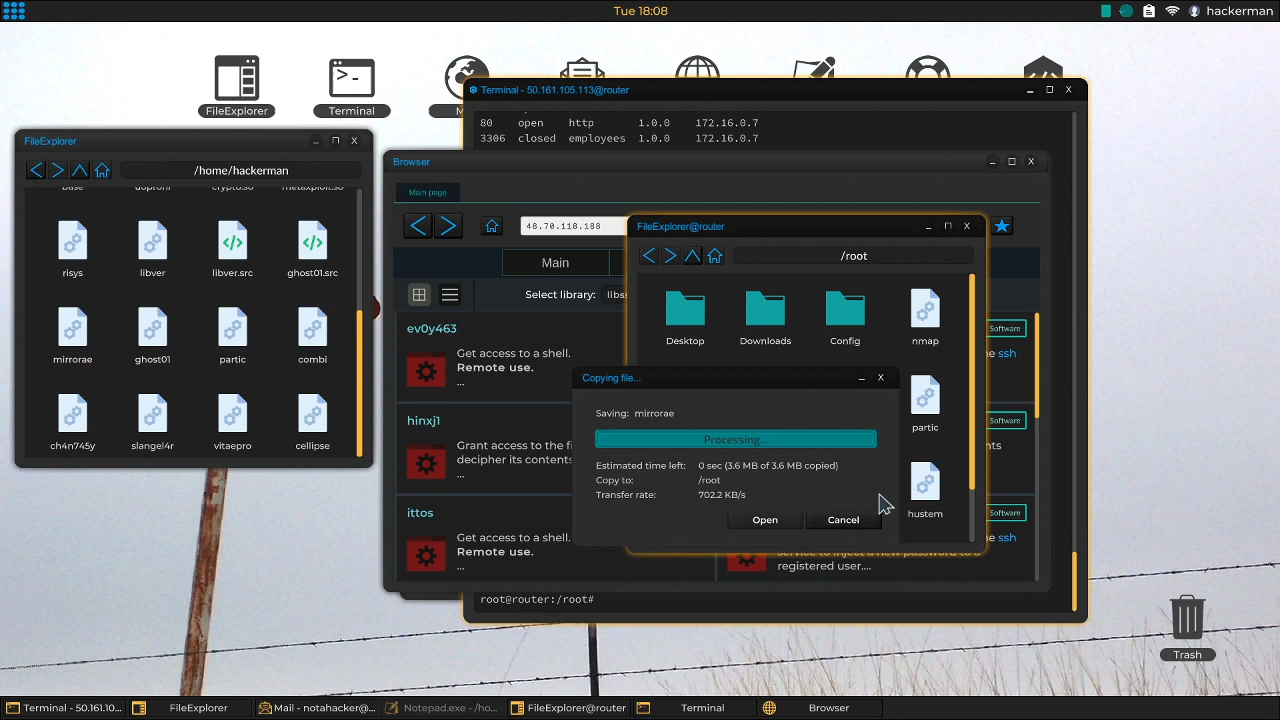 Tue 18:08
hackerman
FileExplorer
Terminal
M
Terminal - 50.161.105.113@router
80 open http 1.0.0 172.16.0.7
3306 closed employees 1.0.0 172.16.0.7
FileExplorer
/home/hackerman
risys
libver
libver.src
ghost01.src
mirrorae
ghost01
partic
combi
ch4n745y
slangel4r
vitaepro
cellipse
Browser
Main page
48.70.118.188
Main
Select library: libs
ev0y463
Get access to a shell.
Remote use.
...
hinxj1
Grant access to the fi
decipher its contents
...
ittos
Get access to a shell.
Remote use.
...
Software
ssh
Software
nts
Software
ssh
service to inject a new password to a
registered user....
FileExplorer@router
/root
Desktop
Downloads
Config
nmap
partic
hustem
Copying file...
Saving: mirrorae
Processing...
Estimated time left: 0 sec (3.6 MB of 3.6 MB copied)
Copy to: /root
Transfer rate: 702.2 KB/s
Open
Cancel
root@router:/root#
Trash
Terminal - 50.161.10...
FileExplorer
Mail - notahacker@...
Notepad.exe - /ho...
FileExplorer@router
Terminal
Browser